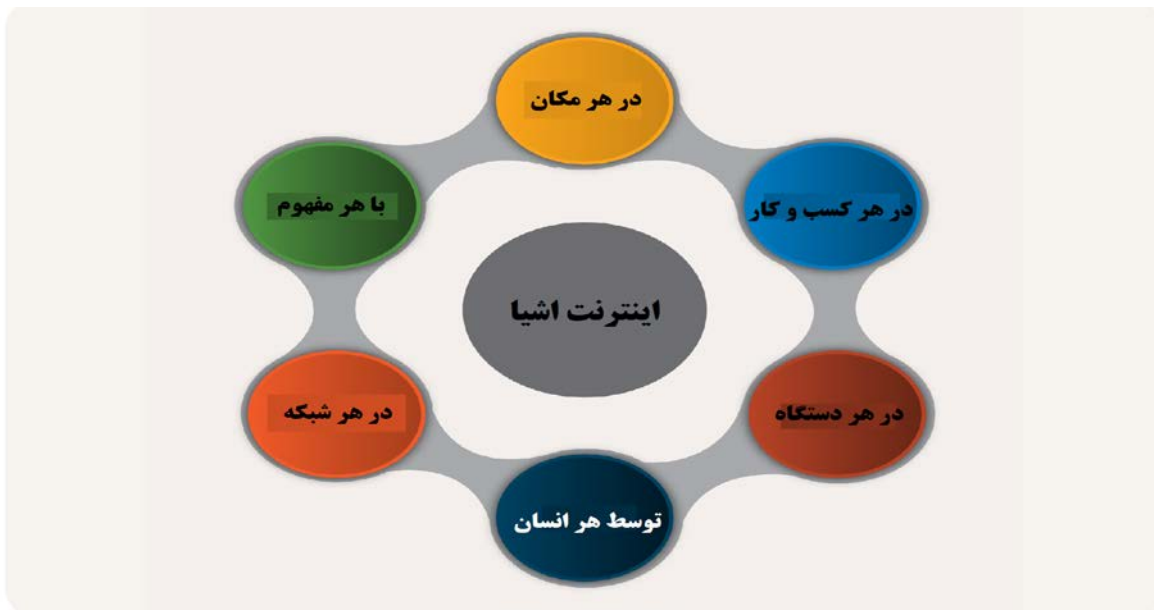 در هر مکان
با هر مفهوم
در هر کسب و کار
اینترنت اشیا
در هر شبکه
در هر دستگاه
توسط هر انسان